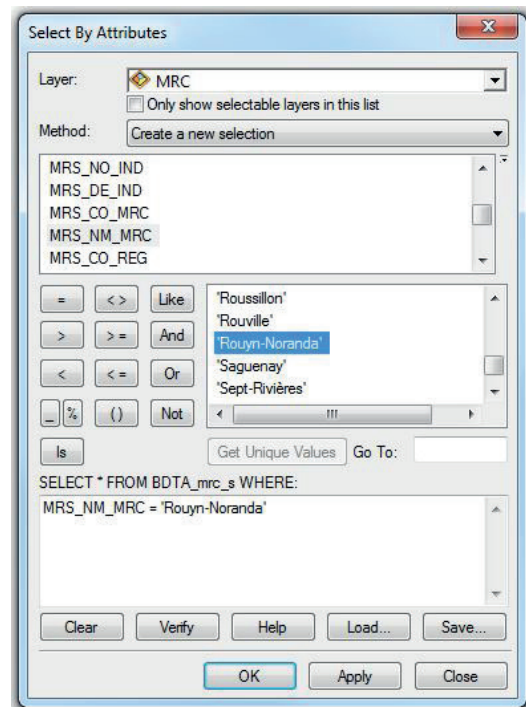 Select By Attributes
Layer: MRC
Only show selectable layers in this list
Method: Create a new selection
MRS_NO_IND
MRS_DE_IND
MRS_CO_MRC
MRS_NM_MRC
MRS_CO_REG
= < > Like
> > = And
< < = Or
_ % () Not
Is
'Roussillon'
'Rouville'
'Rouyn-Noranda'
'Saguenay'
'Sept-Rivières'
Get Unique Values Go To:
SELECT * FROM BDTA_mrc_s WHERE:
MRS_NM_MRC = 'Rouyn-Noranda'
Clear Verify Help Load... Save...
OK Apply Close